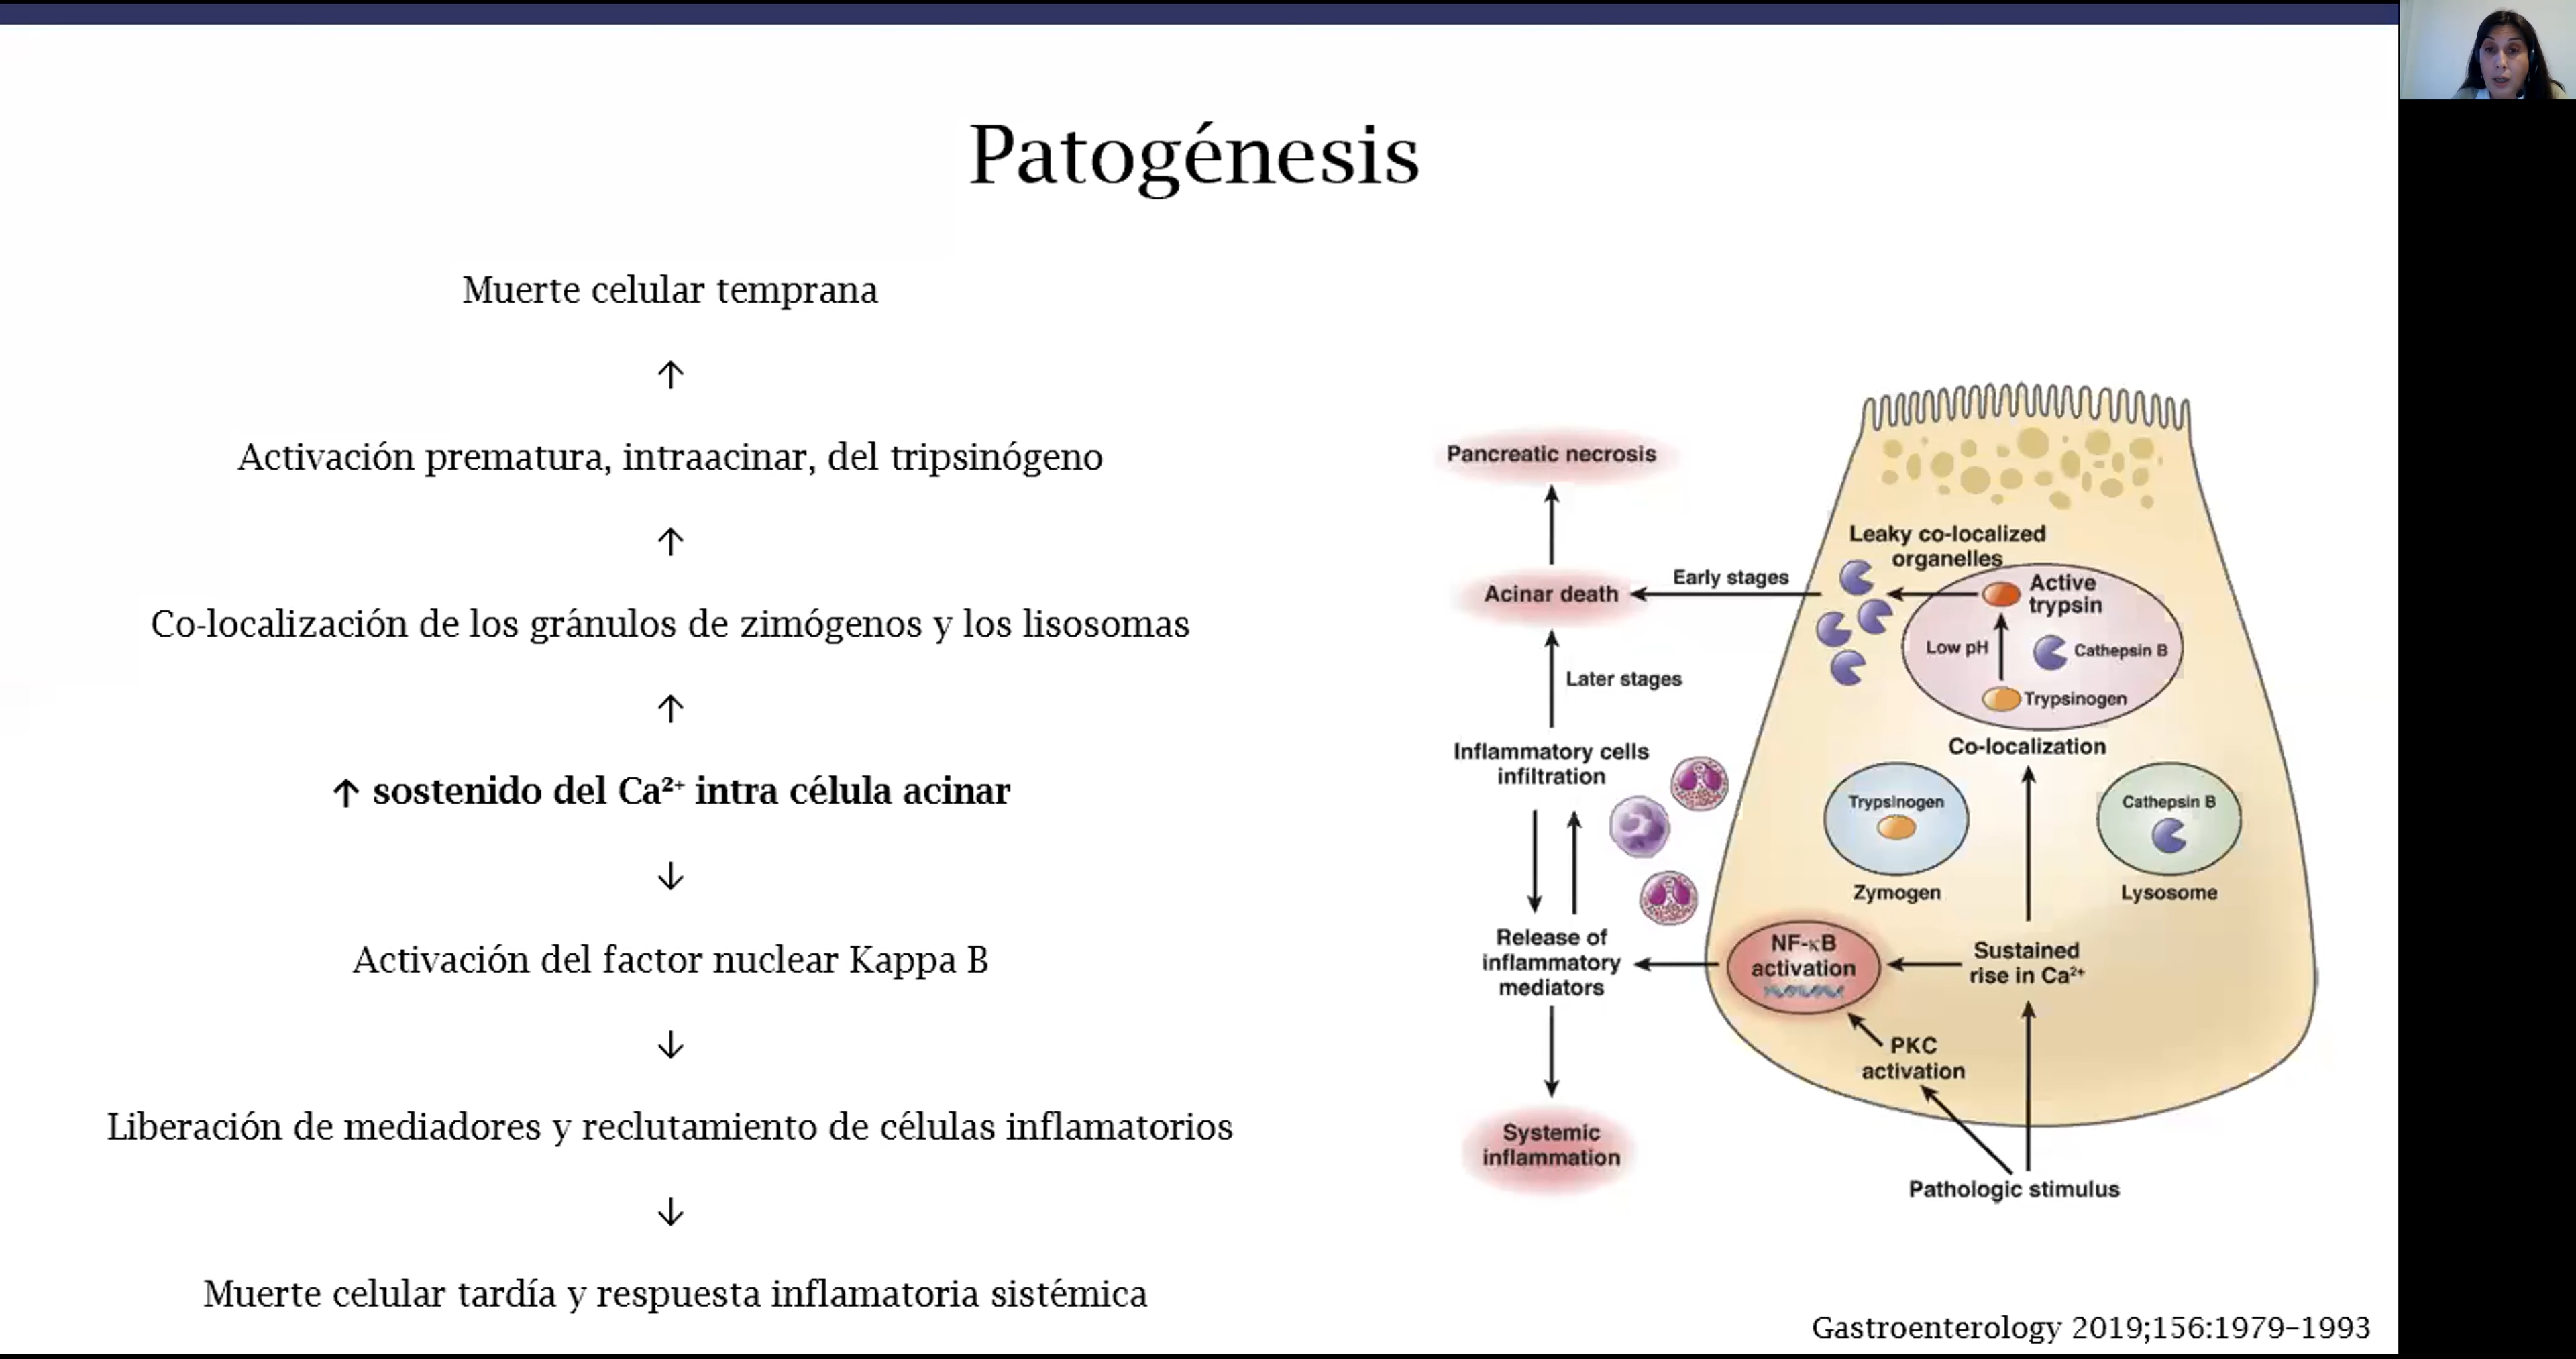 Patogénesis
Muerte celular temprana
↑
Activación prematura, intraacinar, del tripsinógeno
↑
Co-localización de los gránulos de zimógenos y los lisosomas
↑
↑ sostenido del Ca²⁺ intra célula acinar
↓
Activación del factor nuclear Kappa B
↓
Liberación de mediadores y reclutamiento de células inflamatorios
↓
Muerte celular tardía y respuesta inflamatoria sistémica
Pancreatic necrosis
Acinar death
Early stages
Later stages
Inflammatory cells
infiltration
Release of
inflammatory
mediators
Systemic
inflammation
Leaky co-localized
organelles
Active
trypsin
Low pH
Cathepsin B
Trypsinogen
Co-localization
Trypsinogen
Zymogen
Cathepsin B
Lysosome
NF-κB
activation
Sustained
rise in Ca²⁺
PKC
activation
Pathologic stimulus
Gastroenterology 2019;156:1979–1993